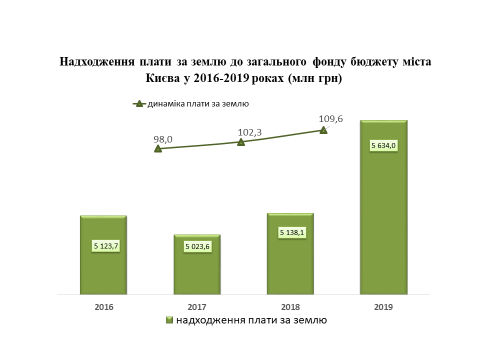 Надходження плати за землю до загального фонду бюджету міста
Києва у 2016-2019 роках (млн грн)
динаміка плати за землю
98,0
102,3
109,6
5 123,7
5 023,6
5 138,1
5 634,0
2016
2017
2018
2019
надходження плати за землю